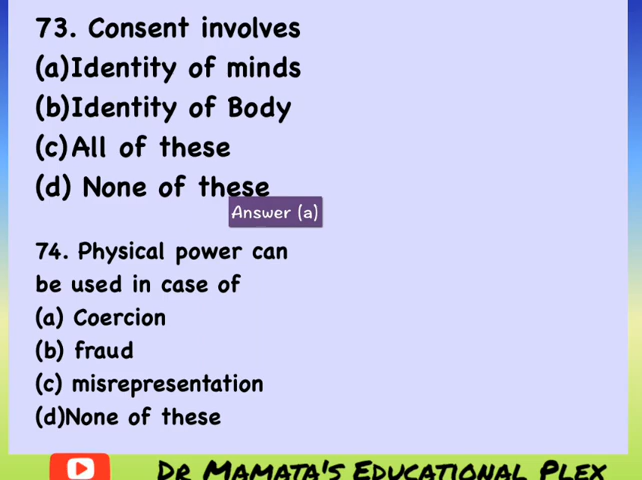 73. Consent involves
(a)Identity of minds
(b)Identity of Body
(c)All of these
(d) None of these
Answer (a)
74. Physical power can
be used in case of
(a) Coercion
(b) fraud
(c) misrepresentation
(d)None of these
DR MAMATA'S EDUCATIONAL PLEX